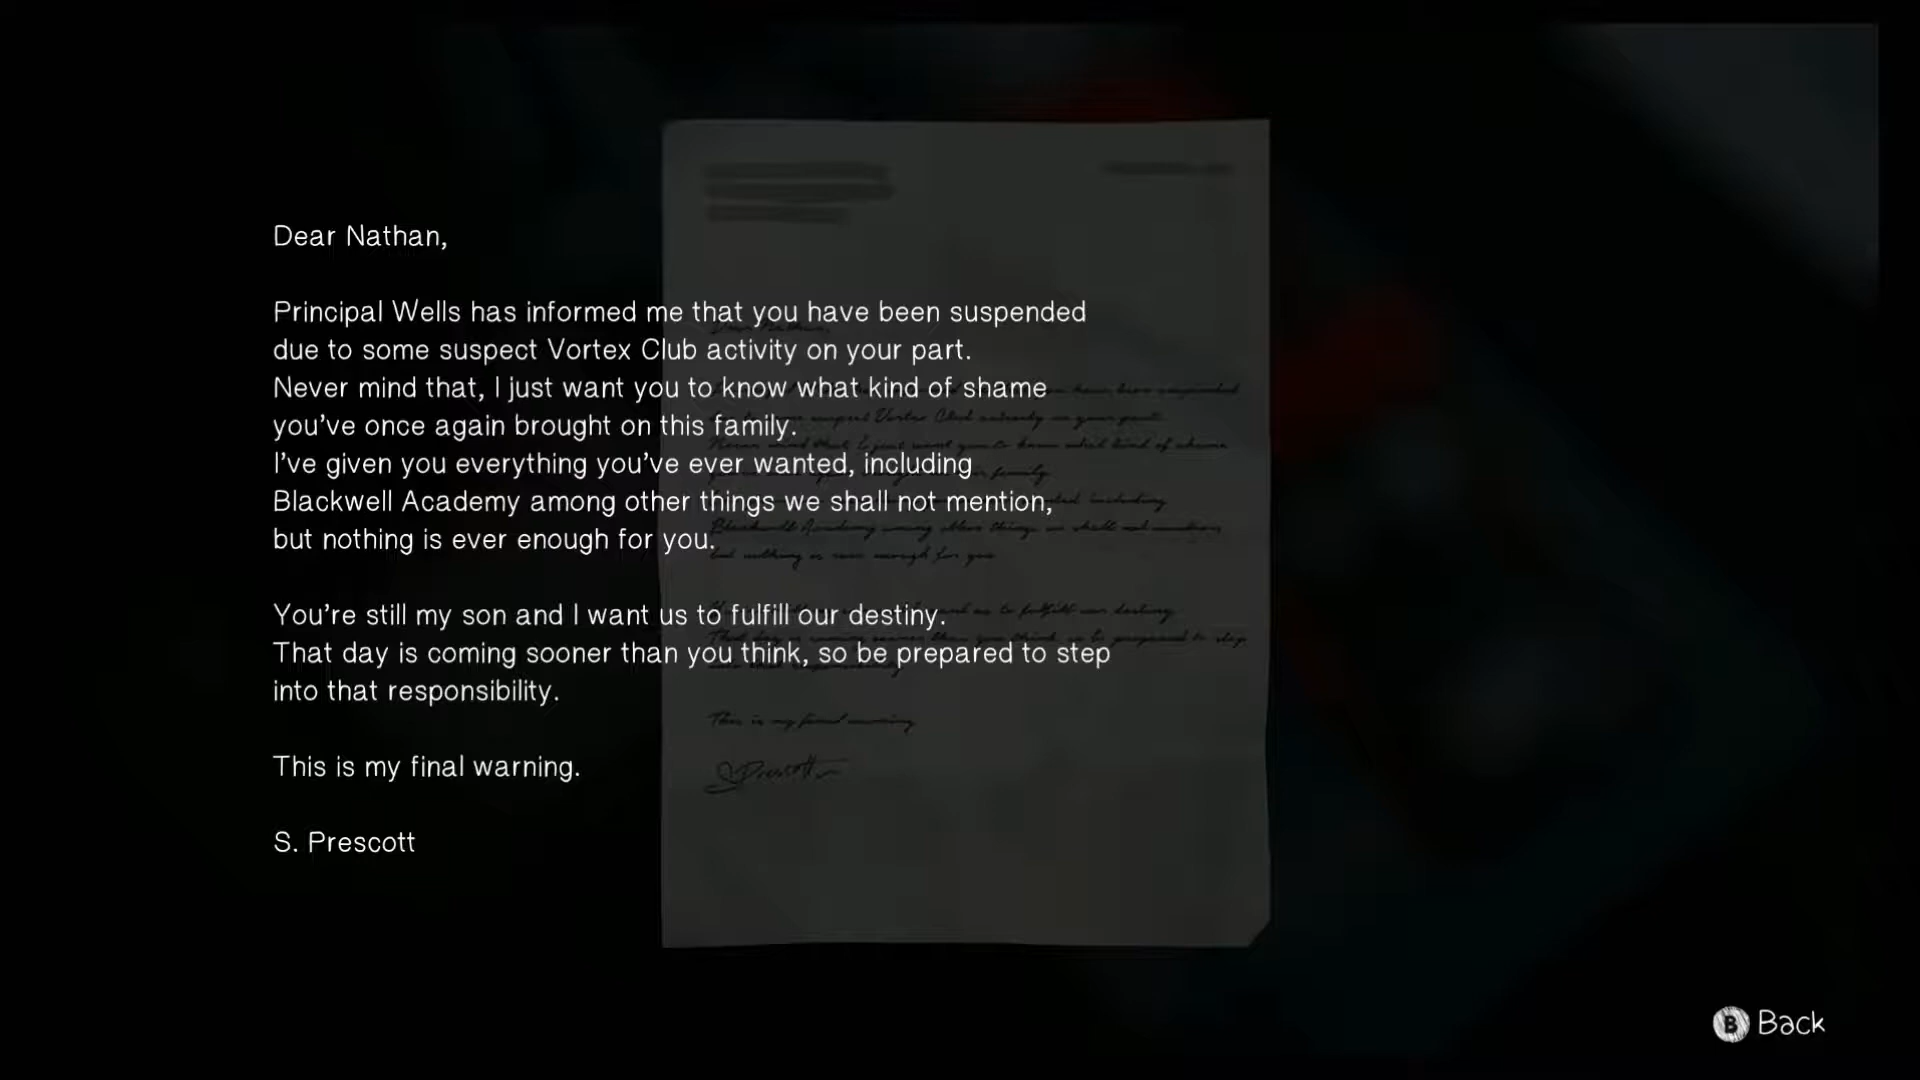 Dear Nathan,
Principal Wells has informed me that you have been suspended
due to some suspect Vortex Club activity on your part.
Never mind that, I just want you to know what kind of shame
you've once again brought on this family.
I've given you everything you've ever wanted, including
Blackwell Academy among other things we shall not mention,
but nothing is ever enough for you.
You're still my son and I want us to fulfill our destiny.
That day is coming sooner than you think, so be prepared to step
into that responsibility.
This is my final warning.
S. Prescott
B Back